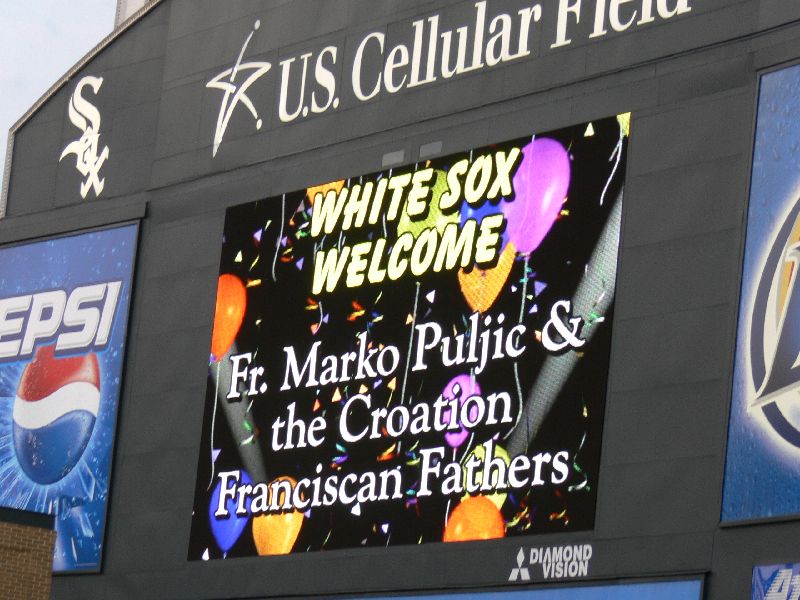 U.S. Cellular Field
Sox
WHITE SOX
WELCOME
Fr. Marko Puljic &
the Croation
Franciscan Fathers
EPSI
DIAMOND
VISION